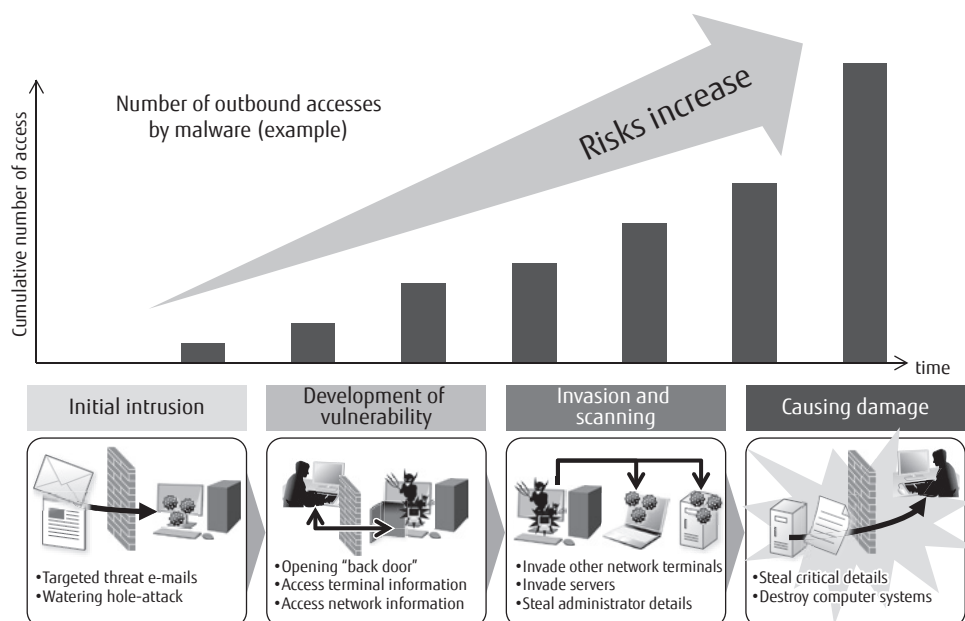 Number of outbound accesses
by malware (example)
Risks increase
Cumulative number of access
time
Initial intrusion
•Targeted threat e-mails
•Watering hole-attack
Development of
vulnerability
•Opening “back door”
•Access terminal information
•Access network information
Invasion and
scanning
•Invade other network terminals
•Invade servers
•Steal administrator details
Causing damage
•Steal critical details
•Destroy computer systems